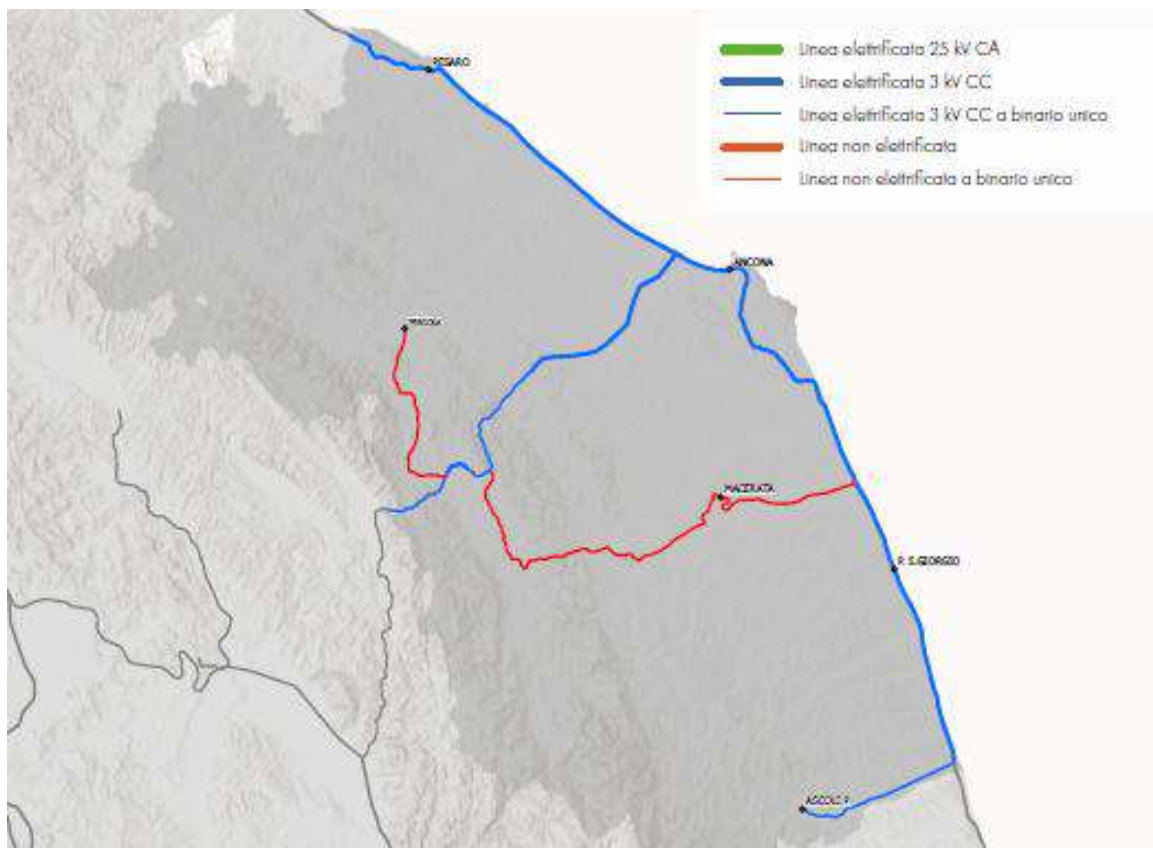 Linea elettrificata 25 kV CA
Linea elettrificata 3 kV CC
Linea elettrificata 3 kV CC a binario unico
Linea non elettrificata
Linea non elettrificata a binario unico
PESARO
ANCONA
PERGOLA
MACERATA
P. S.GIORGIO
ASCOLI P.